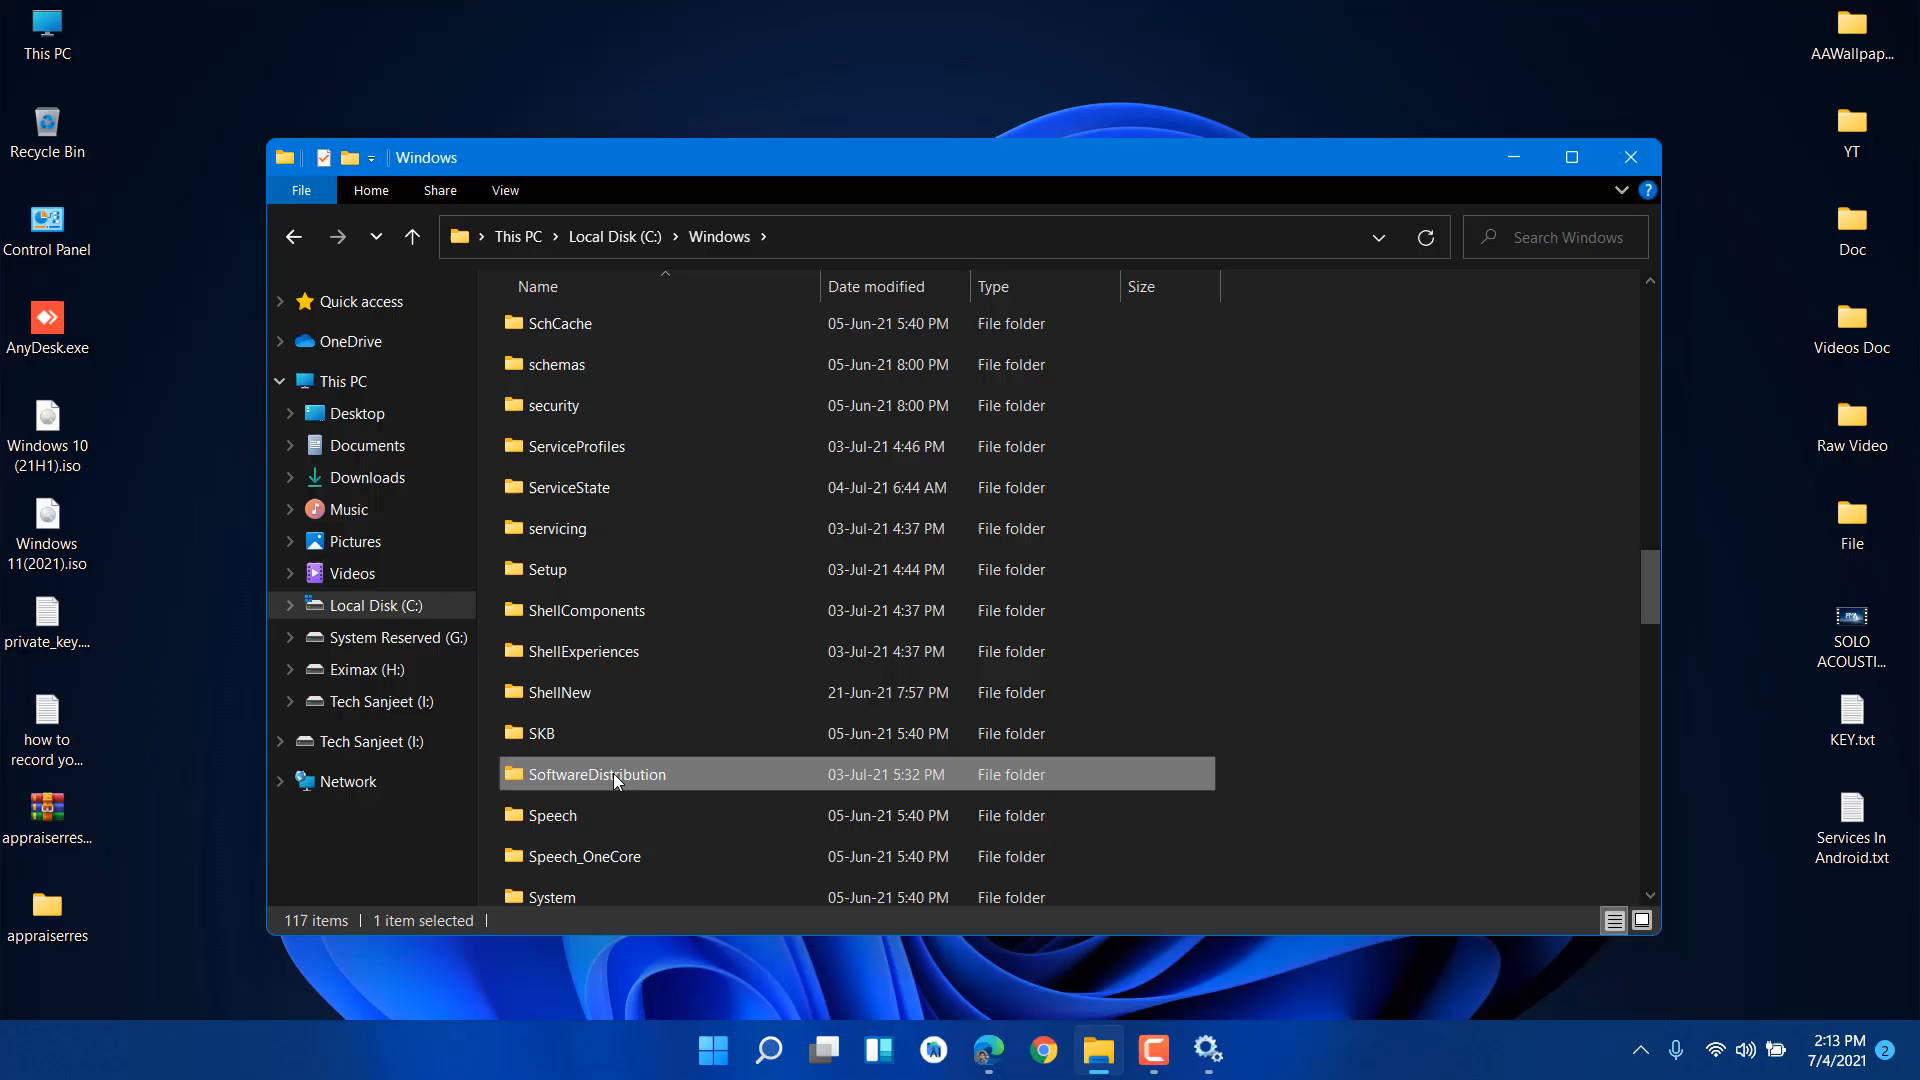 This PC
Recycle Bin
Control Panel
AnyDesk.exe
Windows 10
(21H1).iso
Windows
11(2021).iso
private_key....
how to
record yo...
appraiserres...
appraiserres
Windows
File Home Share View
This PC Local Disk (C:) Windows
Search Windows
Quick access
OneDrive
This PC
Desktop
Documents
Downloads
Music
Pictures
Videos
Local Disk (C:)
System Reserved (G:)
Eximax (H:)
Tech Sanjeet (I:)
Tech Sanjeet (I:)
Network
Name Date modified Type Size
SchCache 05-Jun-21 5:40 PM File folder
schemas 05-Jun-21 8:00 PM File folder
security 05-Jun-21 8:00 PM File folder
ServiceProfiles 03-Jul-21 4:46 PM File folder
ServiceState 04-Jul-21 6:44 AM File folder
servicing 03-Jul-21 4:37 PM File folder
Setup 03-Jul-21 4:44 PM File folder
ShellComponents 03-Jul-21 4:37 PM File folder
ShellExperiences 03-Jul-21 4:37 PM File folder
ShellNew 21-Jun-21 7:57 PM File folder
SKB 05-Jun-21 5:40 PM File folder
SoftwareDistribution 03-Jul-21 5:32 PM File folder
Speech 05-Jun-21 5:40 PM File folder
Speech_OneCore 05-Jun-21 5:40 PM File folder
System 05-Jun-21 5:40 PM File folder
117 items 1 item selected
AAWallpap...
YT
Doc
Videos Doc
Raw Video
File
SOLO
ACOUSTI...
KEY.txt
Services In
Android.txt
2:13 PM
7/4/2021
2